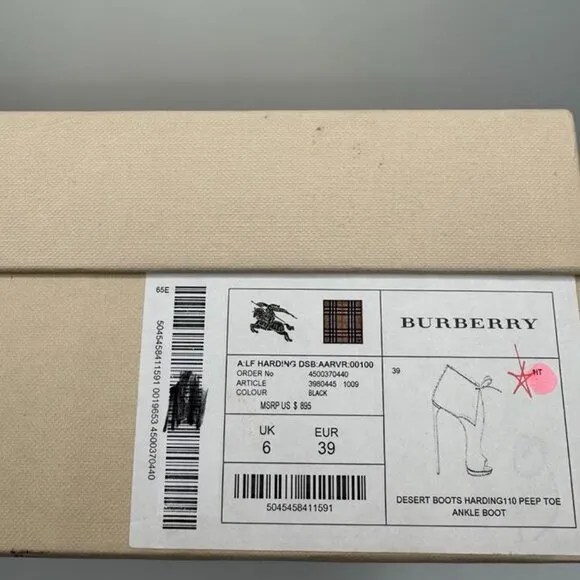 65E
5045458411591 0019653 4500370440
BURBERRY
A:LF HARDING DSB:AARVR:00100
ORDER No 4500370440
ARTICLE 3980445 1009
COLOUR BLACK
MSRP US $ 895
UK EUR
6 39
5045458411591
39
HT
DESERT BOOTS HARDING110 PEEP TOE
ANKLE BOOT